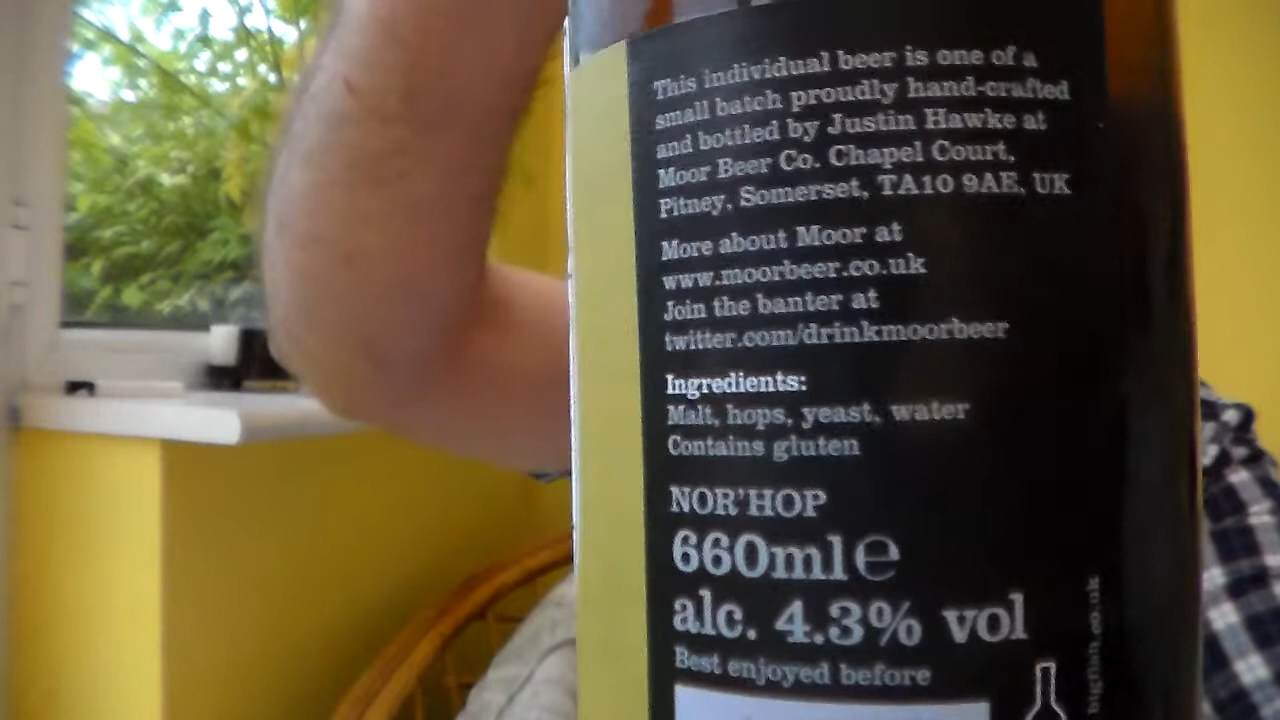 This individual beer is one of a
small batch proudly hand-crafted
and bottled by Justin Hawke at
Moor Beer Co. Chapel Court,
Pitney, Somerset, TA10 9AE, UK
More about Moor at
www.moorbeer.co.uk
Join the banter at
twitter.com/drinkmoorbeer
Ingredients:
Malt, hops, yeast, water
Contains gluten
NOR'HOP
660ml℮
alc. 4.3% vol
Best enjoyed before